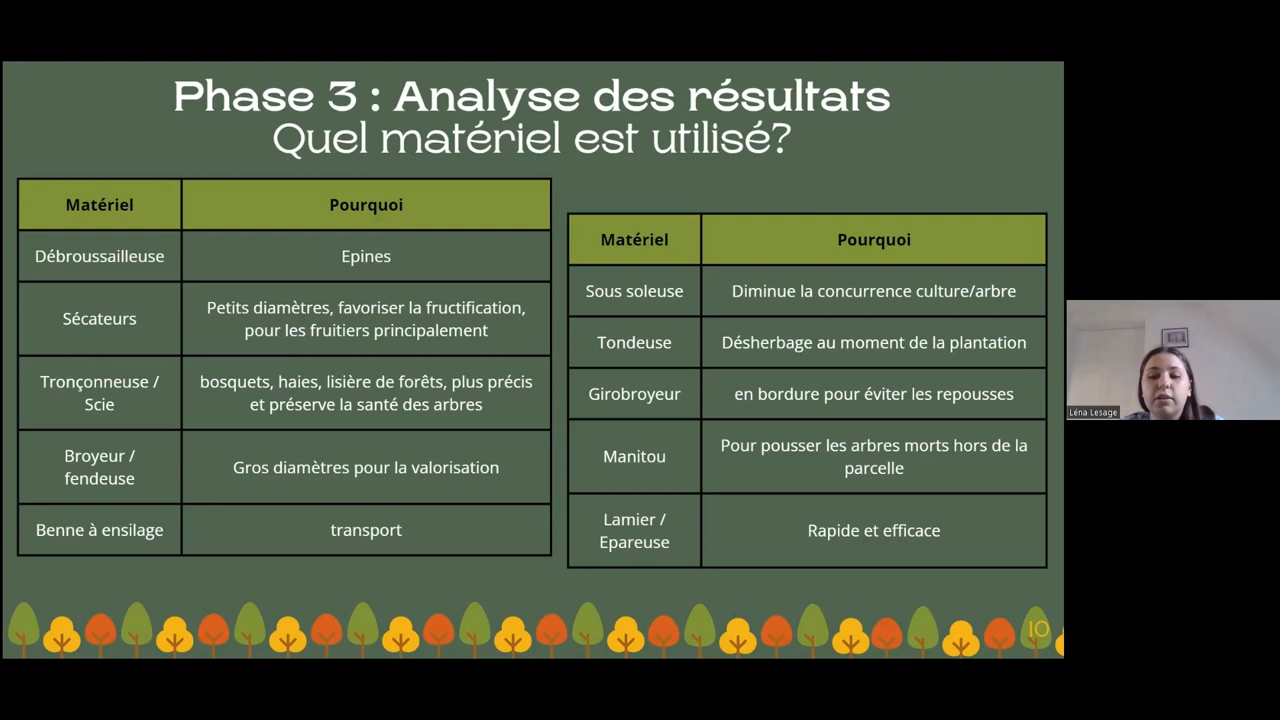 Phase 3 : Analyse des résultats
Quel matériel est utilisé?
Matériel
Pourquoi
Débroussailleuse
Epines
Sécateurs
Petits diamètres, favoriser la fructification,
pour les fruitiers principalement
Tronçonneuse /
Scie
bosquets, haies, lisière de forêts, plus précis
et préserve la santé des arbres
Broyeur /
fendeuse
Gros diamètres pour la valorisation
Benne à ensilage
transport
Matériel
Pourquoi
Sous soleuse
Diminue la concurrence culture/arbre
Tondeuse
Désherbage au moment de la plantation
Girobroyeur
en bordure pour éviter les repousses
Manitou
Pour pousser les arbres morts hors de la
parcelle
Lamier /
Epareuse
Rapide et efficace
10
Léna Lesage